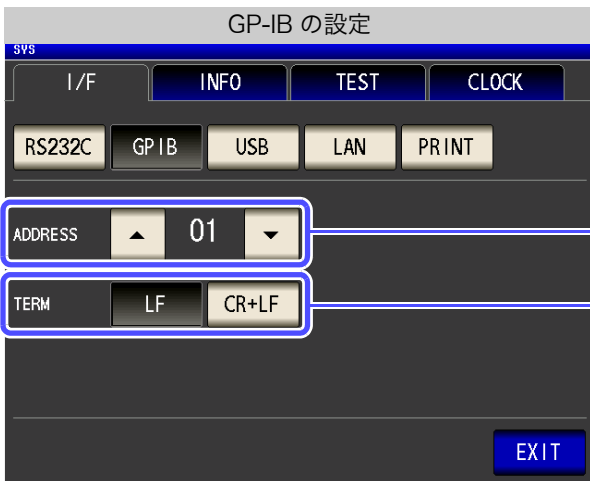 GP-IB の設定
SYS
I/F INFO TEST CLOCK
RS232C GPIB USB LAN PRINT
ADDRESS 01
TERM LF CR+LF
EXIT